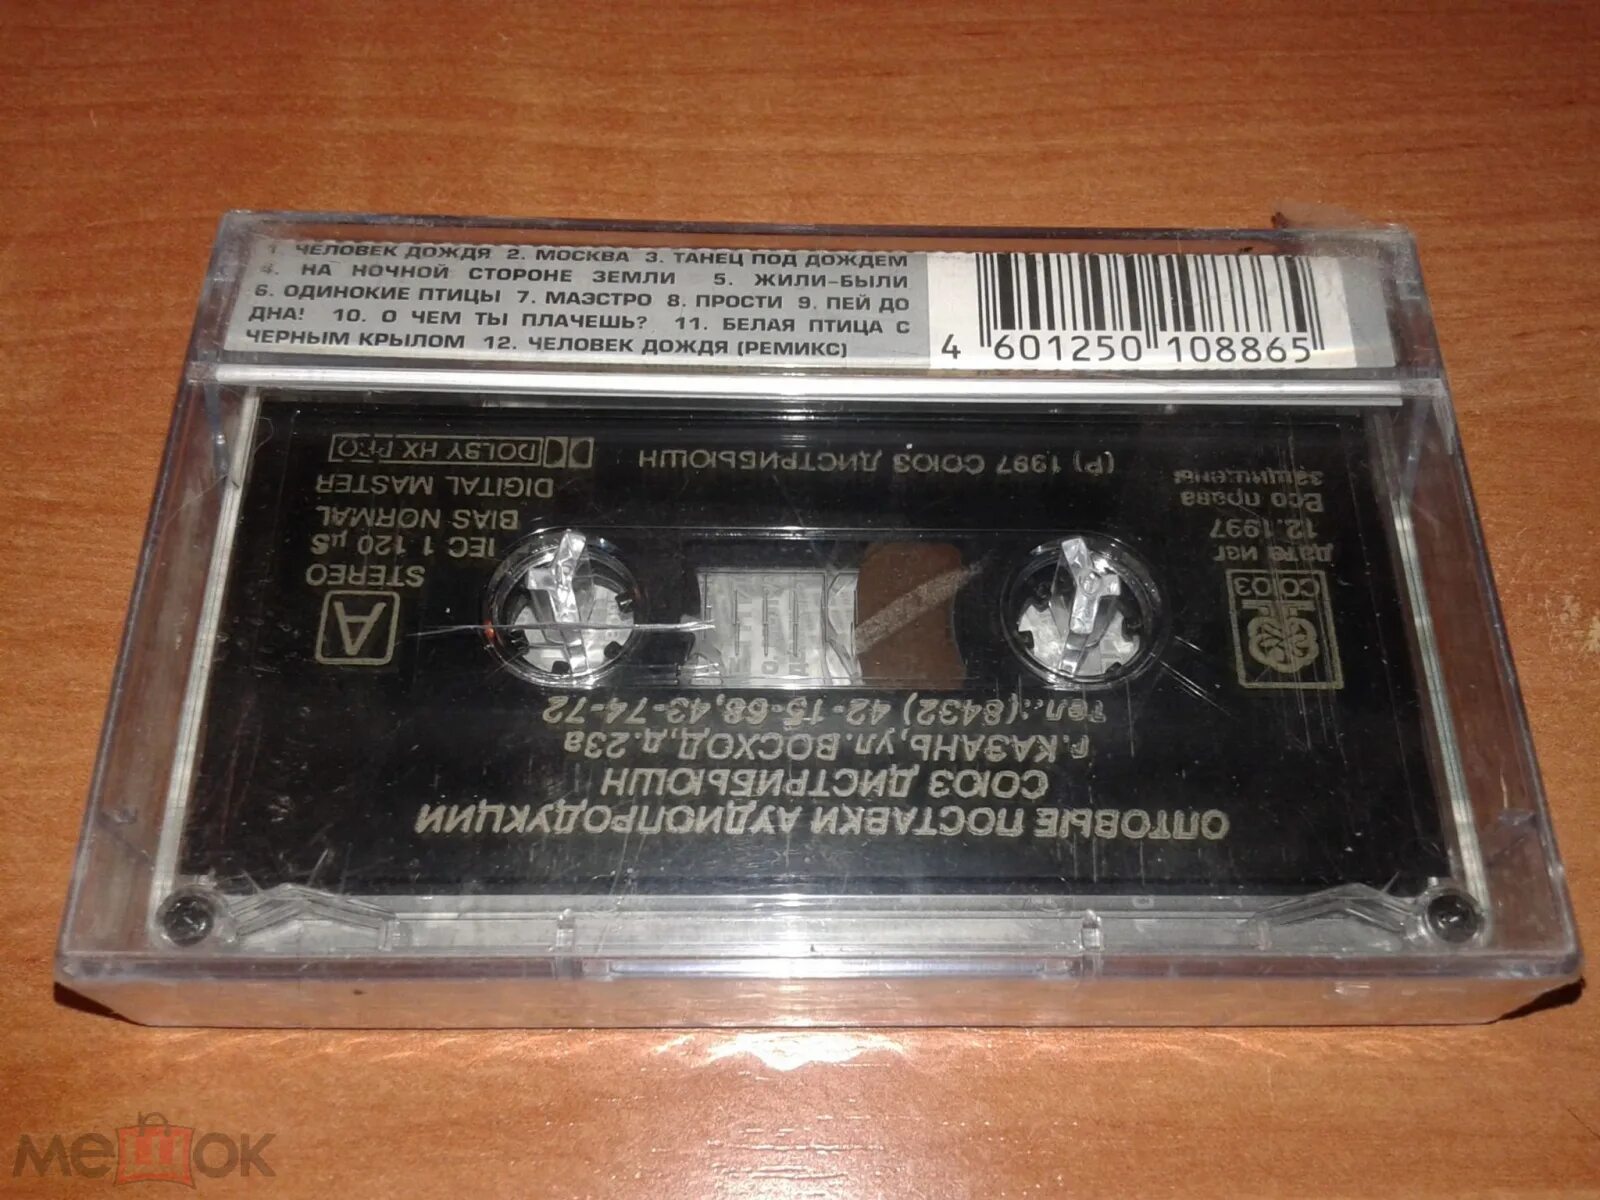 1. ЧЕЛОВЕК ДОЖДЯ 2. МОСКВА 3. ТАНЕЦ ПОД ДОЖДЕМ
4. НА НОЧНОЙ СТОРОНЕ ЗЕМЛИ 5. ЖИЛИ-БЫЛИ
6. ОДИНОКИЕ ПТИЦЫ 7. МАЭСТРО 8. ПРОСТИ 9. ПЕЙ ДО
ДНА! 10. О ЧЕМ ТЫ ПЛАЧЕШЬ? 11. БЕЛАЯ ПТИЦА С
ЧЕРНЫМ КРЫЛОМ 12. ЧЕЛОВЕК ДОЖДЯ (РЕМИКС)
4 601250 108865
ОПТОВЫЕ ПОСТАВКИ АУДИОПРОДУКЦИИ
СОЮЗ ДИСТРИБЬЮШН
г.КАЗАНЬ,ул.ВОСХОД,д.23а
Тел.:(8432) 42-15-68,43-74-72
СОЮЗ
дата изг
12.1997
Все права
защищены
A
STEREO
IEC 1 120 µS
BIAS NORMAL
DIGITAL MASTER
DOLBY HX PRO
(P) 1997 СОЮЗ ДИСТРИБЬЮШН
мешок